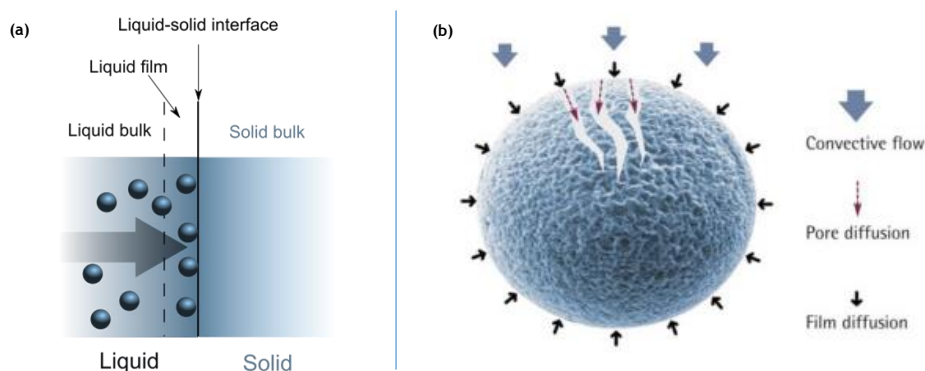 (a)
Liquid-solid interface
Liquid film
Liquid bulk
Solid bulk
Liquid
Solid
(b)
Convective flow
Pore diffusion
Film diffusion